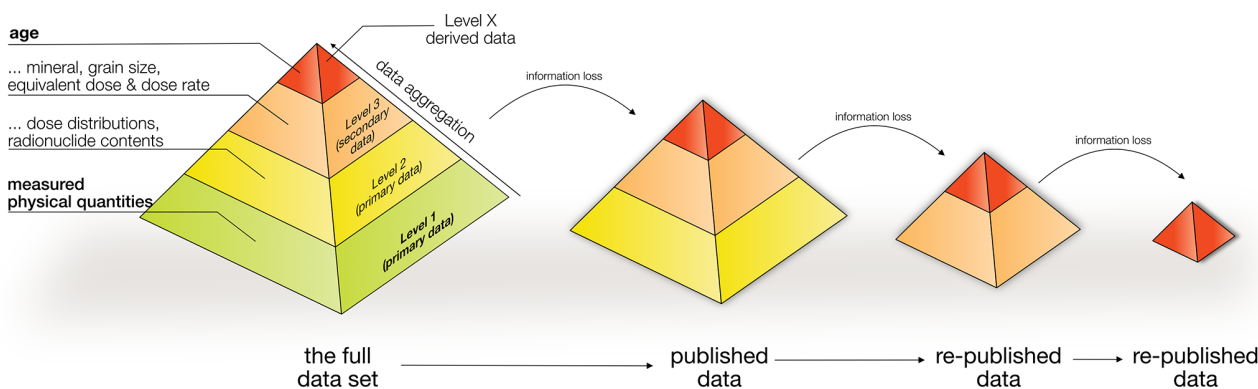 age
... mineral, grain size,
equivalent dose & dose rate
... dose distributions,
radionuclide contents
measured
physical quantities
Level X
derived data
data aggregation
Level 3
(secondary
data)
Level 2
(primary data)
Level 1
(primary data)
information loss
information loss
information loss
the full
data set
published
data
re-published
data
re-published
data